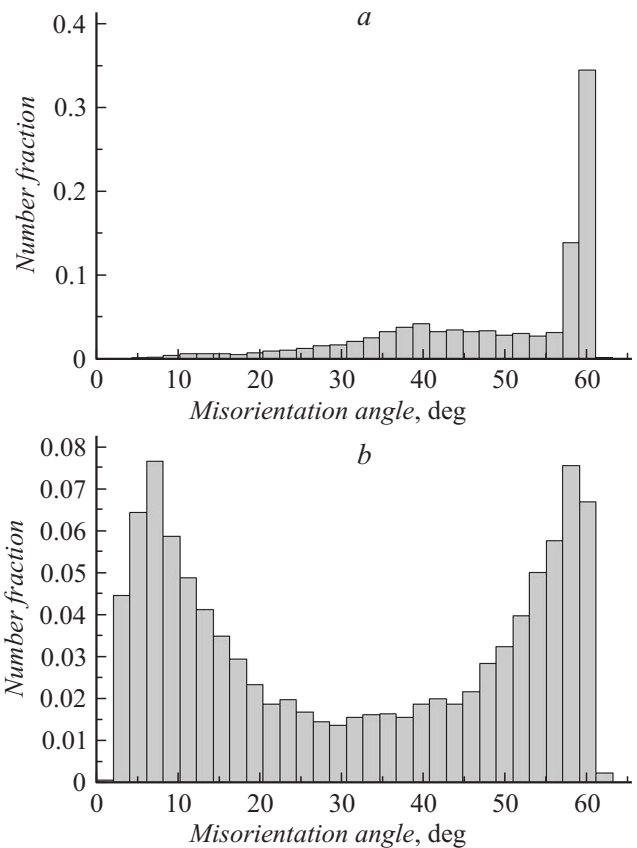 a
0.4
0.3
0.2
0.1
0
Number fraction
0 10 20 30 40 50 60
Misorientation angle, deg
b
0.08
0.07
0.06
0.05
0.04
0.03
0.02
0.01
0
Number fraction
0 10 20 30 40 50 60
Misorientation angle, deg